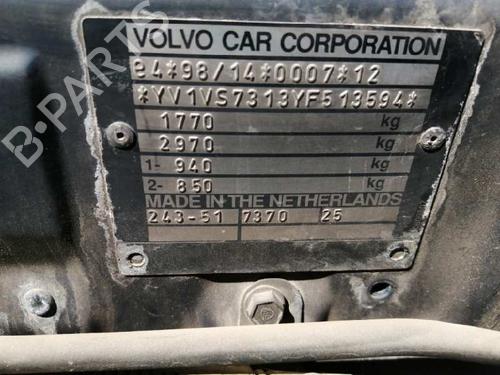 VOLVO CAR CORPORATION
e4*98/14*0007*12
*YV1VS7313YF513594*
1770 kg
2970 kg
1- 940 kg
2- 850 kg
MADE IN THE NETHERLANDS
243-51 7370 25
B-PARTS